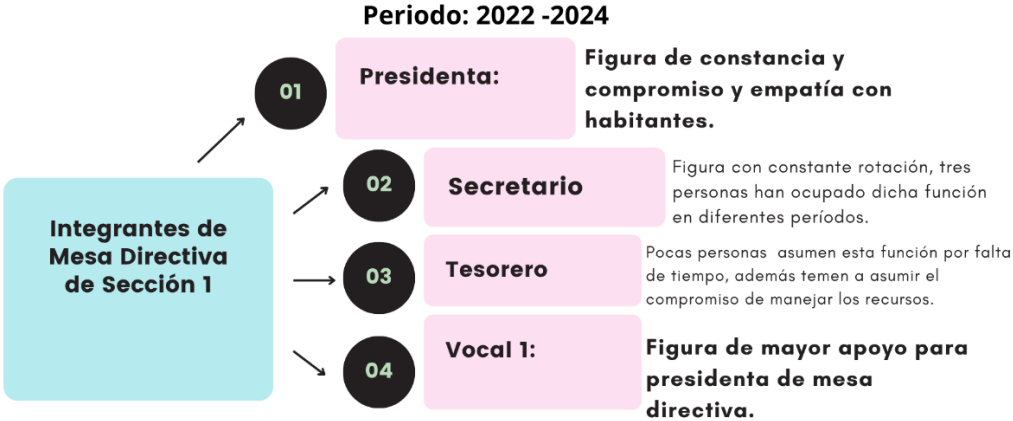 Periodo: 2022 -2024
01
Presidenta:
Figura de constancia y
compromiso y empatía con
habitantes.
Integrantes de
Mesa Directiva
de Sección 1
02
Secretario
Figura con constante rotación, tres
personas han ocupado dicha función
en diferentes períodos.
03
Tesorero
Pocas personas  asumen esta función por falta
de tiempo, además temen a asumir el
compromiso de manejar los recursos.
04
Vocal 1:
Figura de mayor apoyo para
presidenta de mesa
directiva.